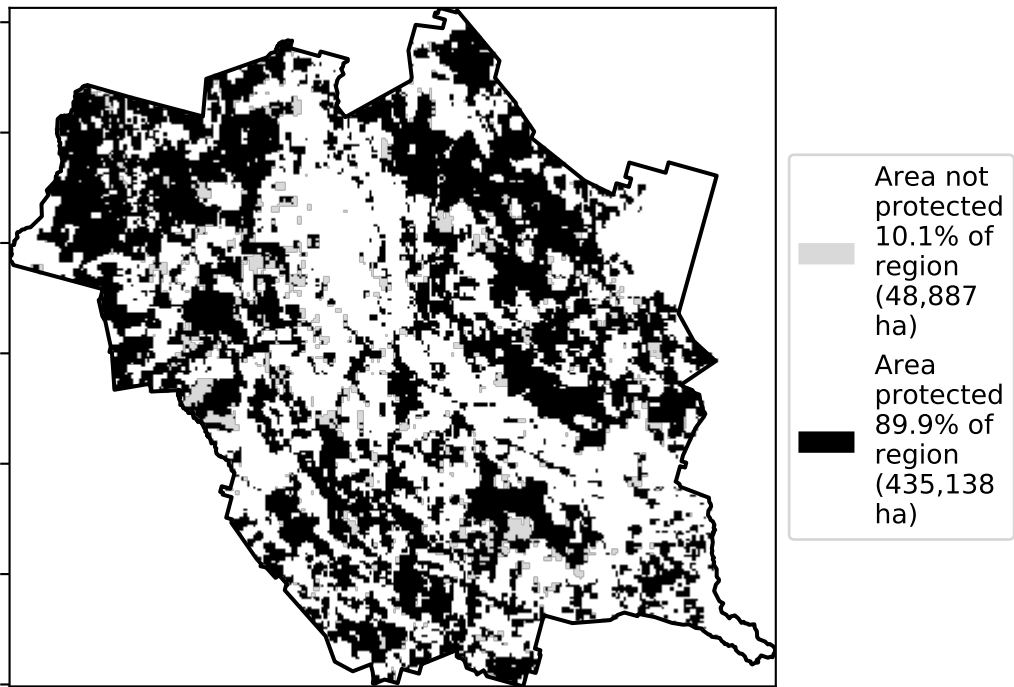 Area not
protected
10.1% of
region
(48,887
ha)
Area
protected
89.9% of
region
(435,138
ha)